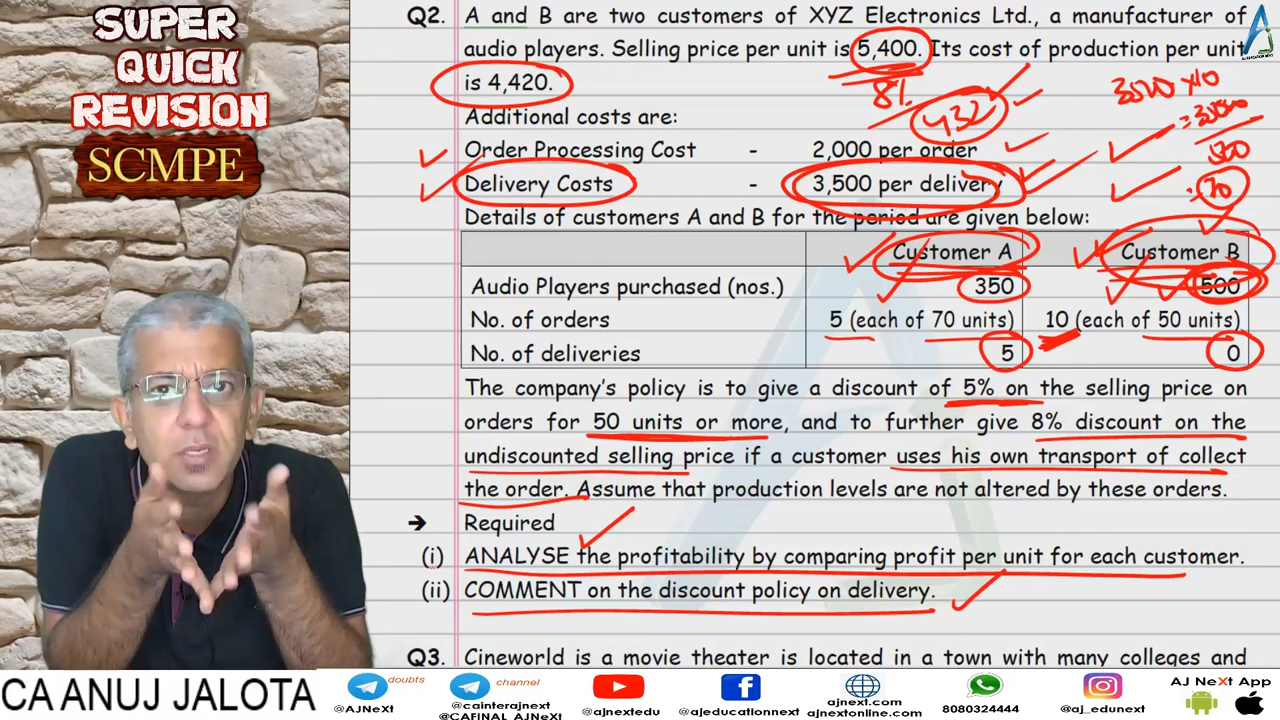 SUPER
QUICK
REVISION
SCMPE
Q2. A and B are two customers of XYZ Electronics Ltd., a manufacturer of
audio players. Selling price per unit is 5,400. Its cost of production per unit
is 4,420.
8%
432
3500 x 10
Additional costs are:
✓ Order Processing Cost - 2,000 per order
✓ Delivery Costs - 3,500 per delivery
= 70
Details of customers A and B for the period are given below:
Customer A Customer B
Audio Players purchased (nos.) 350 500
No. of orders 5 (each of 70 units) 10 (each of 50 units)
No. of deliveries 5 0
The company's policy is to give a discount of 5% on the selling price on
orders for 50 units or more, and to further give 8% discount on the
undiscounted selling price if a customer uses his own transport of collect
the order. Assume that production levels are not altered by these orders.
➔ Required
(i) ANALYSE the profitability by comparing profit per unit for each customer.
(ii) COMMENT on the discount policy on delivery.
Q3. Cineworld is a movie theater is located in a town with many colleges and
CA ANUJ JALOTA
doubts
@AJNeXt
channel
@cainterajnext
@CAFINAL_AJNeXt
@ajnextedu
@ajeducationnext
ajnext.com
ajnextonline.com
8080324444
@aj_edunext
AJ NeXt App